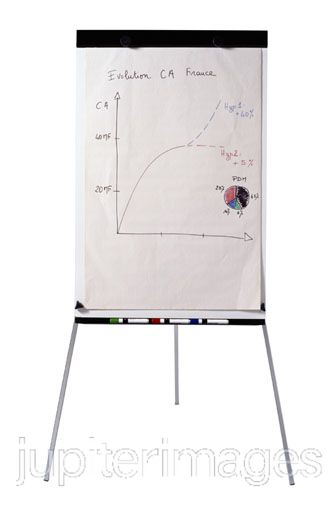 Evolution CA France
CA
Hyp 1
+ 40%
40MF
Hyp 2
+ 5%
PDM
20MF
jupiterimages